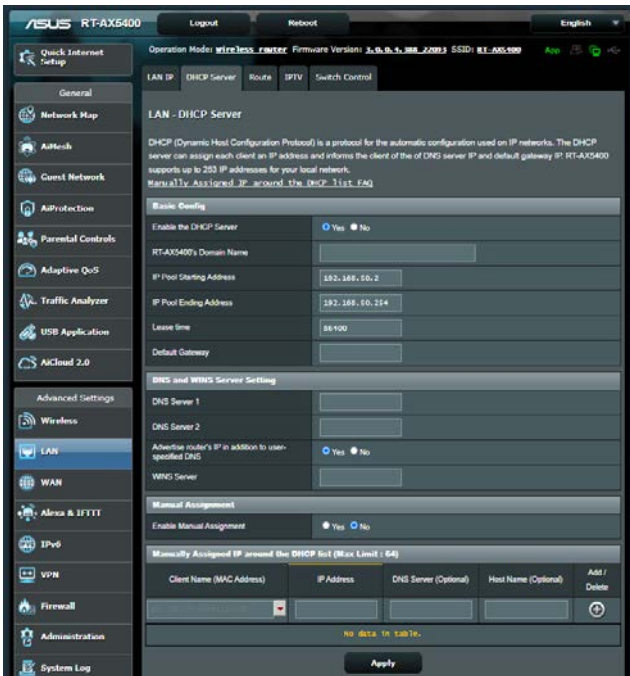 ASUS RT-AX5400 Logout Reboot English
Quick Internet Setup
General
Network Map
AiMesh
Guest Network
AiProtection
Parental Controls
Adaptive QoS
Traffic Analyzer
USB Application
AiCloud 2.0
Advanced Settings
Wireless
LAN
WAN
Alexa & IFTTT
IPv6
VPN
Firewall
Administration
System Log
Operation Mode: Wireless router Firmware Version: 3.0.0.4.388_22093 SSID: RT-AX5400 App
LAN IP DHCP Server Route IPTV Switch Control
LAN - DHCP Server
DHCP (Dynamic Host Configuration Protocol) is a protocol for the automatic configuration used on IP networks. The DHCP
server can assign each client an IP address and informs the client of the of DNS server IP and default gateway IP. RT-AX5400
supports up to 253 IP addresses for your local network.
Manually Assigned IP around the DHCP list FAQ
Basic Config
Enable the DHCP Server Yes No
RT-AX5400's Domain Name
IP Pool Starting Address 192.168.50.2
IP Pool Ending Address 192.168.50.254
Lease time 86400
Default Gateway
DNS and WINS Server Setting
DNS Server 1
DNS Server 2
Advertise router's IP in addition to user-
specified DNS Yes No
WINS Server
Manual Assignment
Enable Manual Assignment Yes No
Manually Assigned IP around the DHCP list (Max Limit : 64)
Client Name (MAC Address) IP Address DNS Server (Optional) Host Name (Optional) Add / Delete
No data in table.
Apply